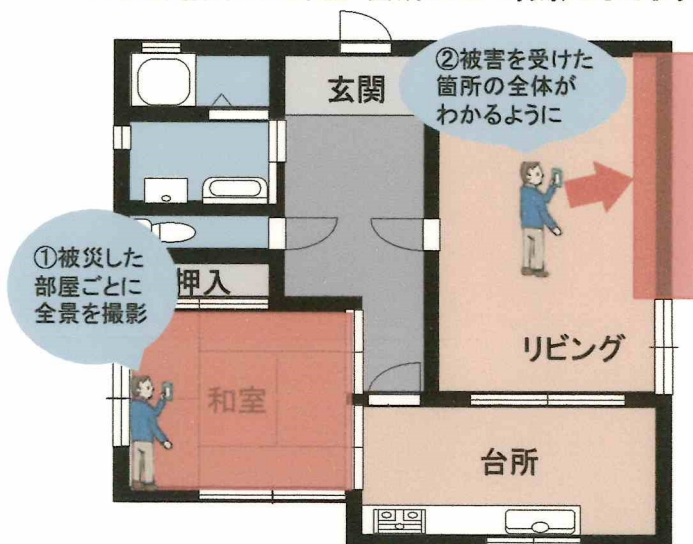 玄関
②被害を受けた
箇所の全体が
わかるように
①被災した
部屋ごとに
全景を撮影
押入
リビング
和室
台所